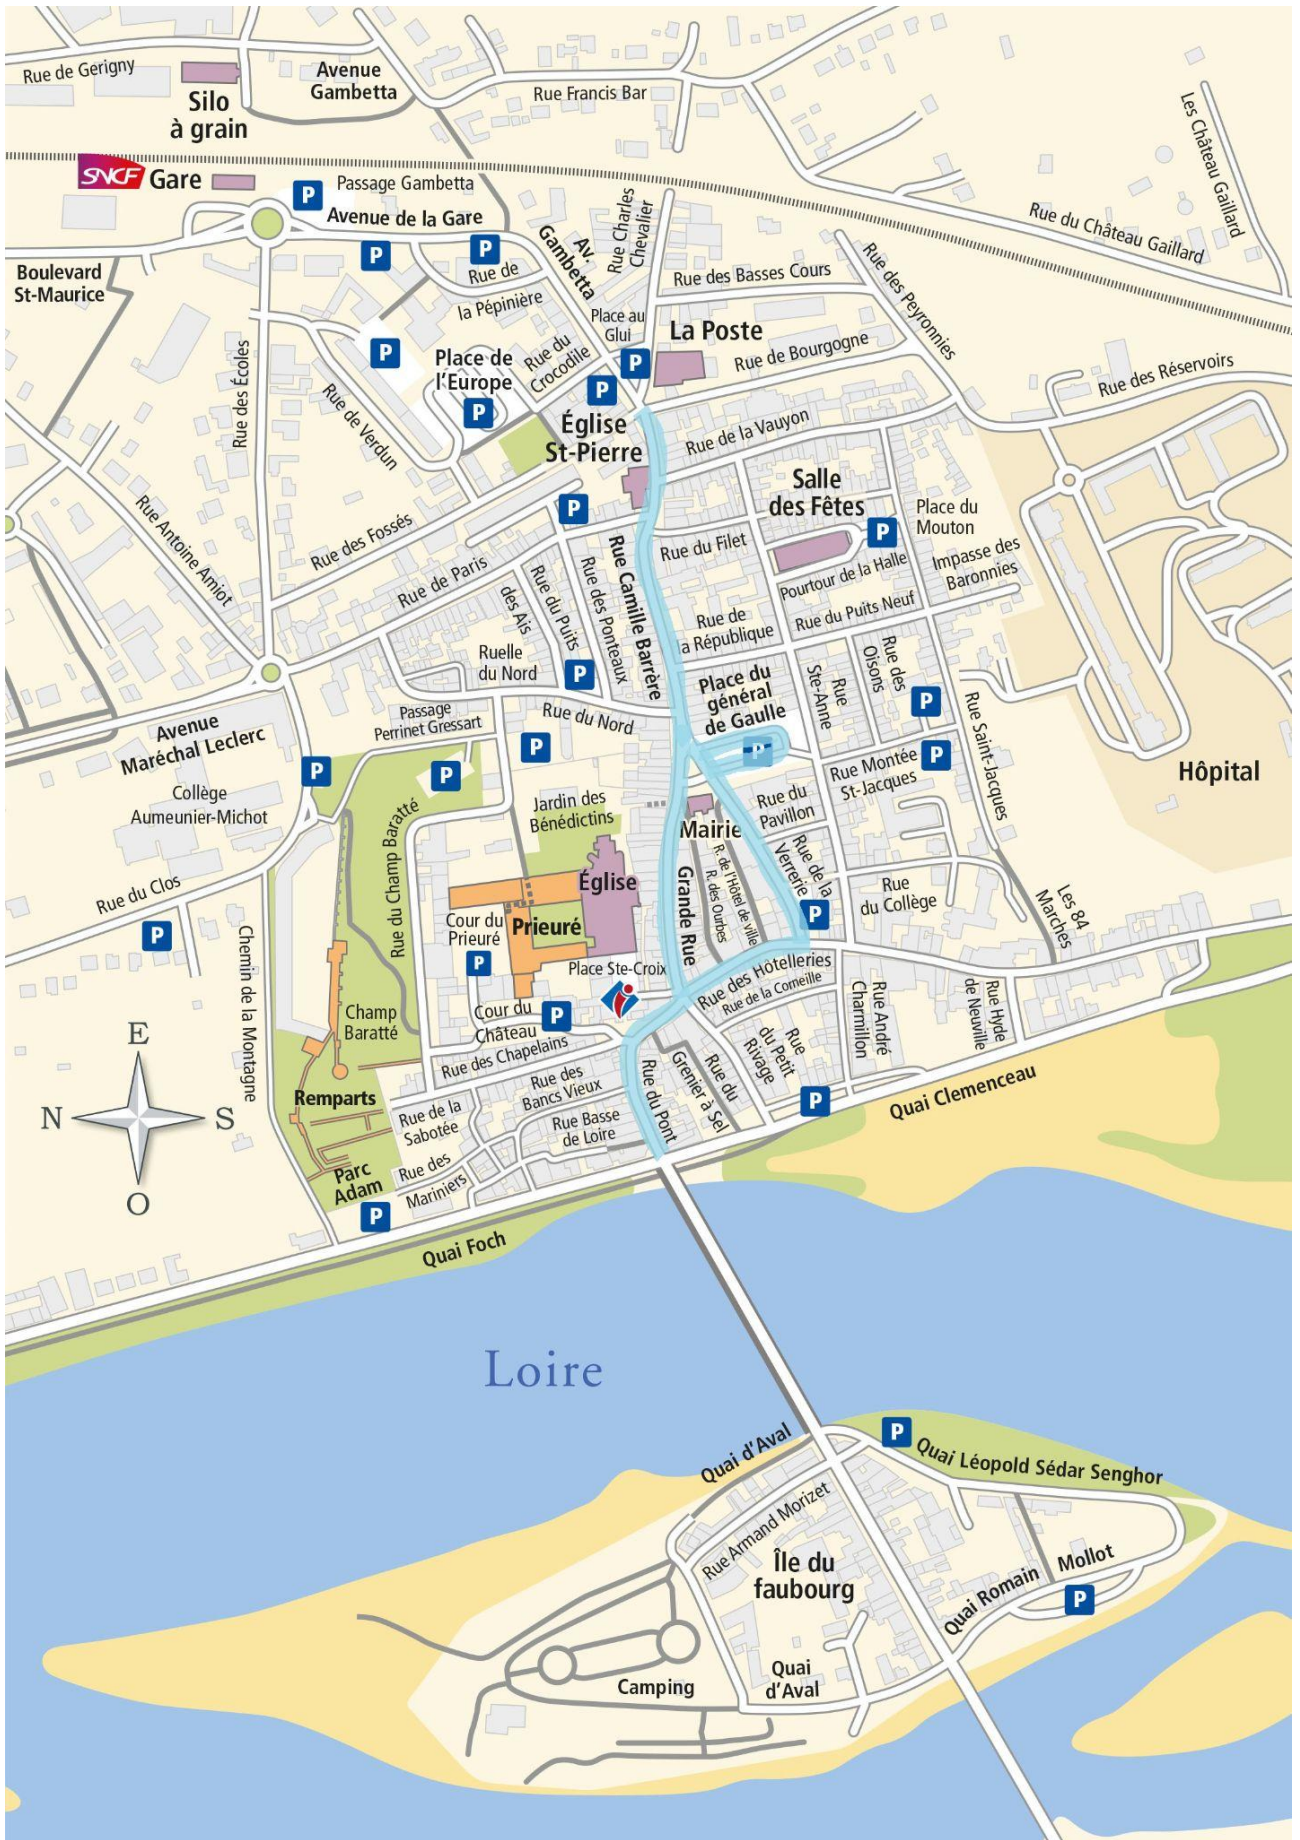 Rue de Gerigny
Silo
à grain
Avenue
Gambetta
Rue Francis Bar
Les Château Gaillard
SNCF Gare
P
Passage Gambetta
Avenue de la Gare
P
P
Av.
Gambetta
Rue Charles
Chevalier
Rue du Château Gaillard
Boulevard
St-Maurice
Rue de
la Pépinière
Rue des Basses Cours
Rue des Peyronnies
Place au
Glui
La Poste
Rue de Bourgogne
P
P
P
Place de
l'Europe
P
Rue du
Crocodile
Rue des Réservoirs
Rue des Écoles
Rue de Verdun
Église
St-Pierre
Rue de la Vauyon
Salle
des Fêtes
Place du
Mouton
P
P
Rue Antoine Amiot
Rue des Fossés
Rue de Paris
Rue du Filet
Pourtour de la Halle
Impasse des
Baronnies
Rue Camille Barrère
Rue des Ponteaux
Rue du Puits
des Ais
Rue du Puits Neuf
Rue de
la République
Ruelle
du Nord
P
Rue des
Oisons
Rue
Ste-Anne
Place du
général
de Gaulle
P
P
P
Rue Saint-Jacques
Avenue
Maréchal Leclerc
Passage
Perrinet Gressart
Rue du Nord
P
P
P
Rue Montée
St-Jacques
Hôpital
Collège
Aumeunier-Michot
Jardin des
Bénédictins
Mairie
Rue du
Pavillon
Rue du Champ Baratté
Rue de la
Verrerie
R. de l'Hôtel de ville
R. des Ourbes
Grande Rue
Rue du Clos
P
Église
Prieuré
Cour du
Prieuré
P
P
Rue
du Collège
Les 84
Marches
Chemin de la Montagne
Place Ste-Croix
Rue des Hôtelleries
Rue de la Corneille
Champ
Baratté
Cour du
Château
P
Rue André
Charmillon
Rue Hyde
de Neuville
Rue des Chapelains
Rue du
Petit
Rivage
Rue du
Grenier à Sel
Rue du Pont
E
N
S
O
Remparts
Rue des
Bancs Vieux
Rue de la
Sabotée
Rue Basse
de Loire
P
Quai Clemenceau
Parc
Adam
Rue des
Mariniers
P
Quai Foch
Loire
Quai d'Aval
P
Quai Léopold Sédar Senghor
Rue Armand Morizet
Île du
faubourg
Quai Romain Mollot
P
Camping
Quai
d'Aval